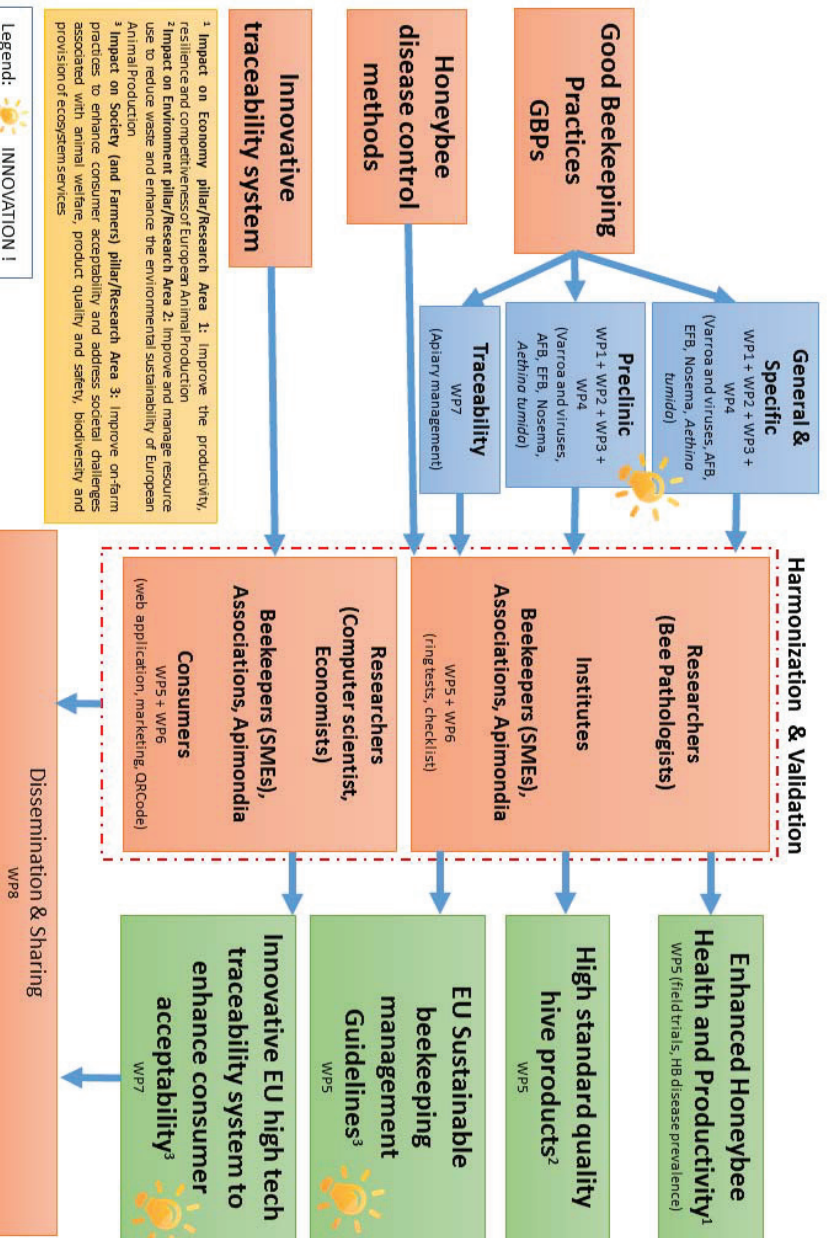 Harmonization & Validation
Good Beekeeping
Practices
GBPs
Honeybee
disease control
methods
Innovative
traceability system
General &
Specific
WP1 + WP2 + WP3 +
WP4
(Varroa and viruses, AFB,
EFB, Nosema, Aethina
tumida)
Preclinic
WP1 + WP2 + WP3 +
WP4
(Varroa and viruses,
AFB, EFB, Nosema,
Aethina tumida)
Traceability
WP7
(Apiary management)
Researchers
(Bee Pathologists)
Institutes
Beekeepers (SMEs),
Associations, Apimondia
WP5 + WP6
(ring tests, checklist)
Researchers
(Computer scientist,
Economists)
Beekeepers (SMEs),
Associations, Apimondia
Consumers
WP5 + WP6
(web application, marketing, QRCode)
Enhanced Honeybee
Health and Productivity¹
WP5 (field trials, HB disease prevalence)
High standard quality
hive products²
WP5
EU Sustainable
beekeeping
management
Guidelines³
WP5
Innovative EU high tech
traceability system to
enhance consumer
acceptability³
WP7
¹ Impact on Economy pillar/Research Area 1: Improve the productivity,
resilience and competitiveness of European Animal Production
² Impact on Environment pillar/Research Area 2: Improve and manage resource
use to reduce waste and enhance the environmental sustainability of European
Animal Production
³ Impact on Society (and Farmers) pillar/Research Area 3: Improve on-farm
practices to enhance consumer acceptability and address societal challenges
associated with animal welfare, product quality and safety, biodiversity and
provision of ecosystem services
Dissemination & Sharing
WP8
Legend: INNOVATION !